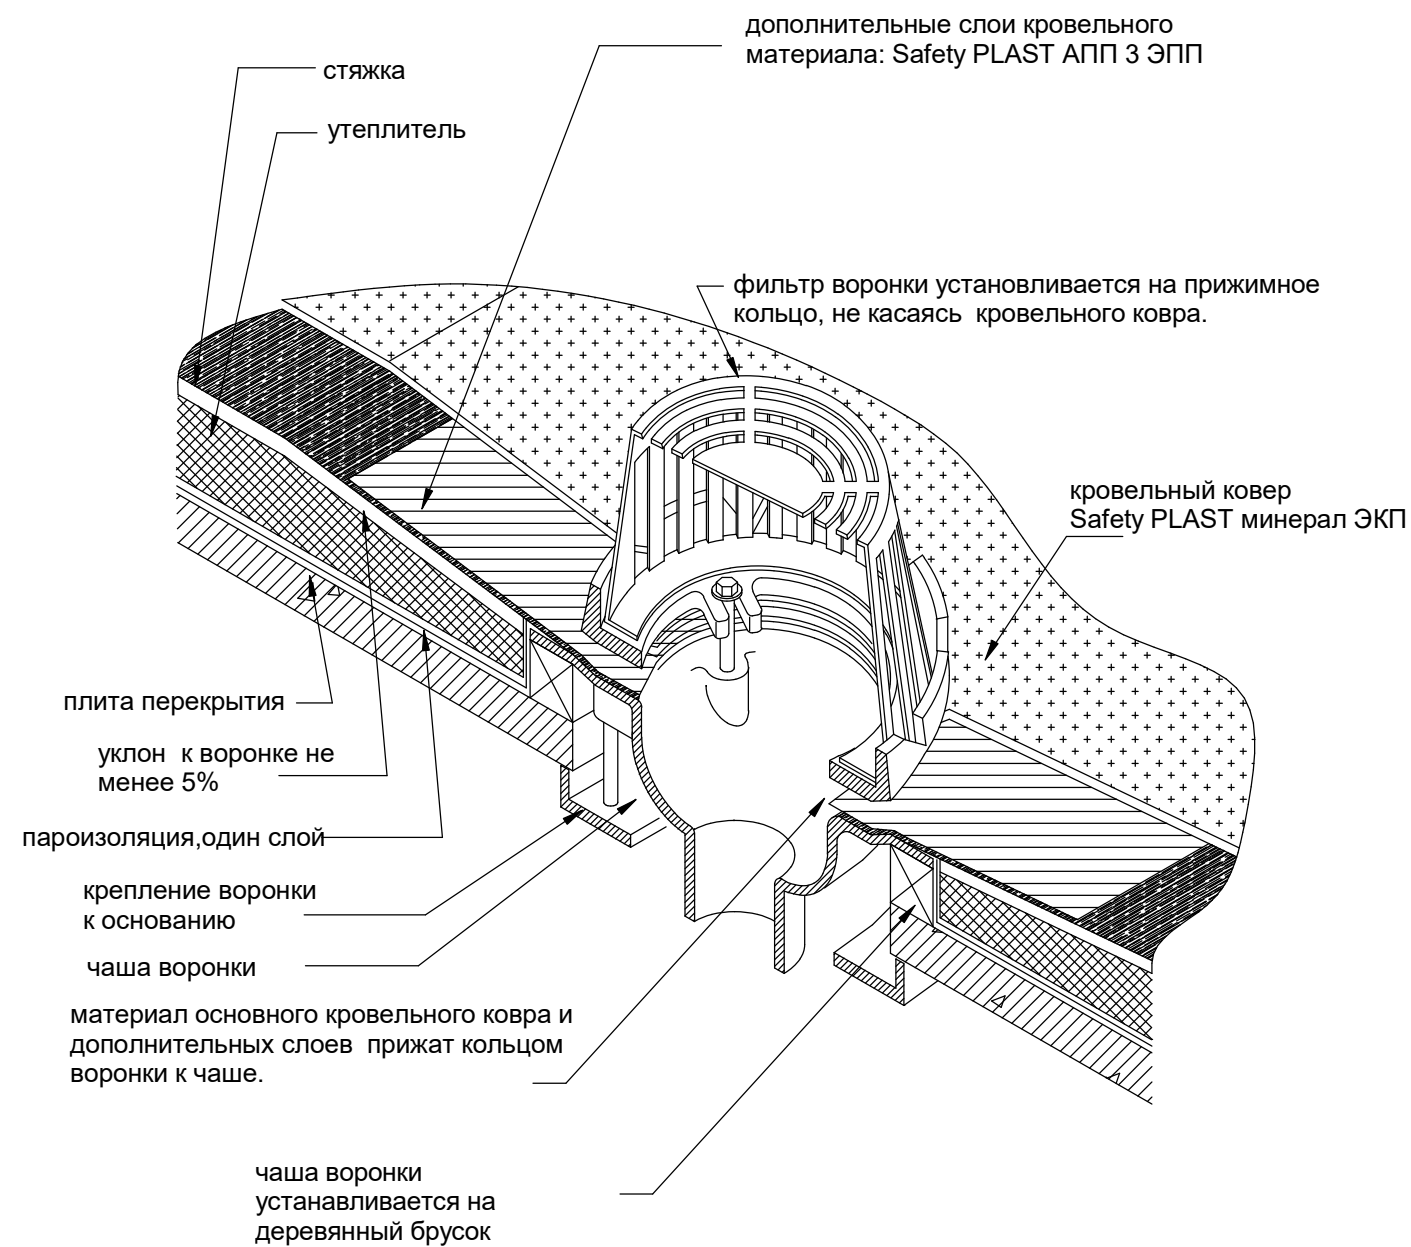 дополнительные слои кровельного
материала: Safety PLAST АПП 3 ЭПП
стяжка
утеплитель
фильтр воронки установливается на прижимное
кольцо, не касаясь  кровельного ковра.
кровельный ковер
Safety PLAST минерал ЭКП
плита перекрытия
уклон  к воронке не
менее 5%
пароизоляция,один слой
крепление воронки
к основанию
чаша воронки
материал основного кровельного ковра и
дополнительных слоев  прижат кольцом
воронки к чаше.
чаша воронки
устанавливается на
деревянный брусок